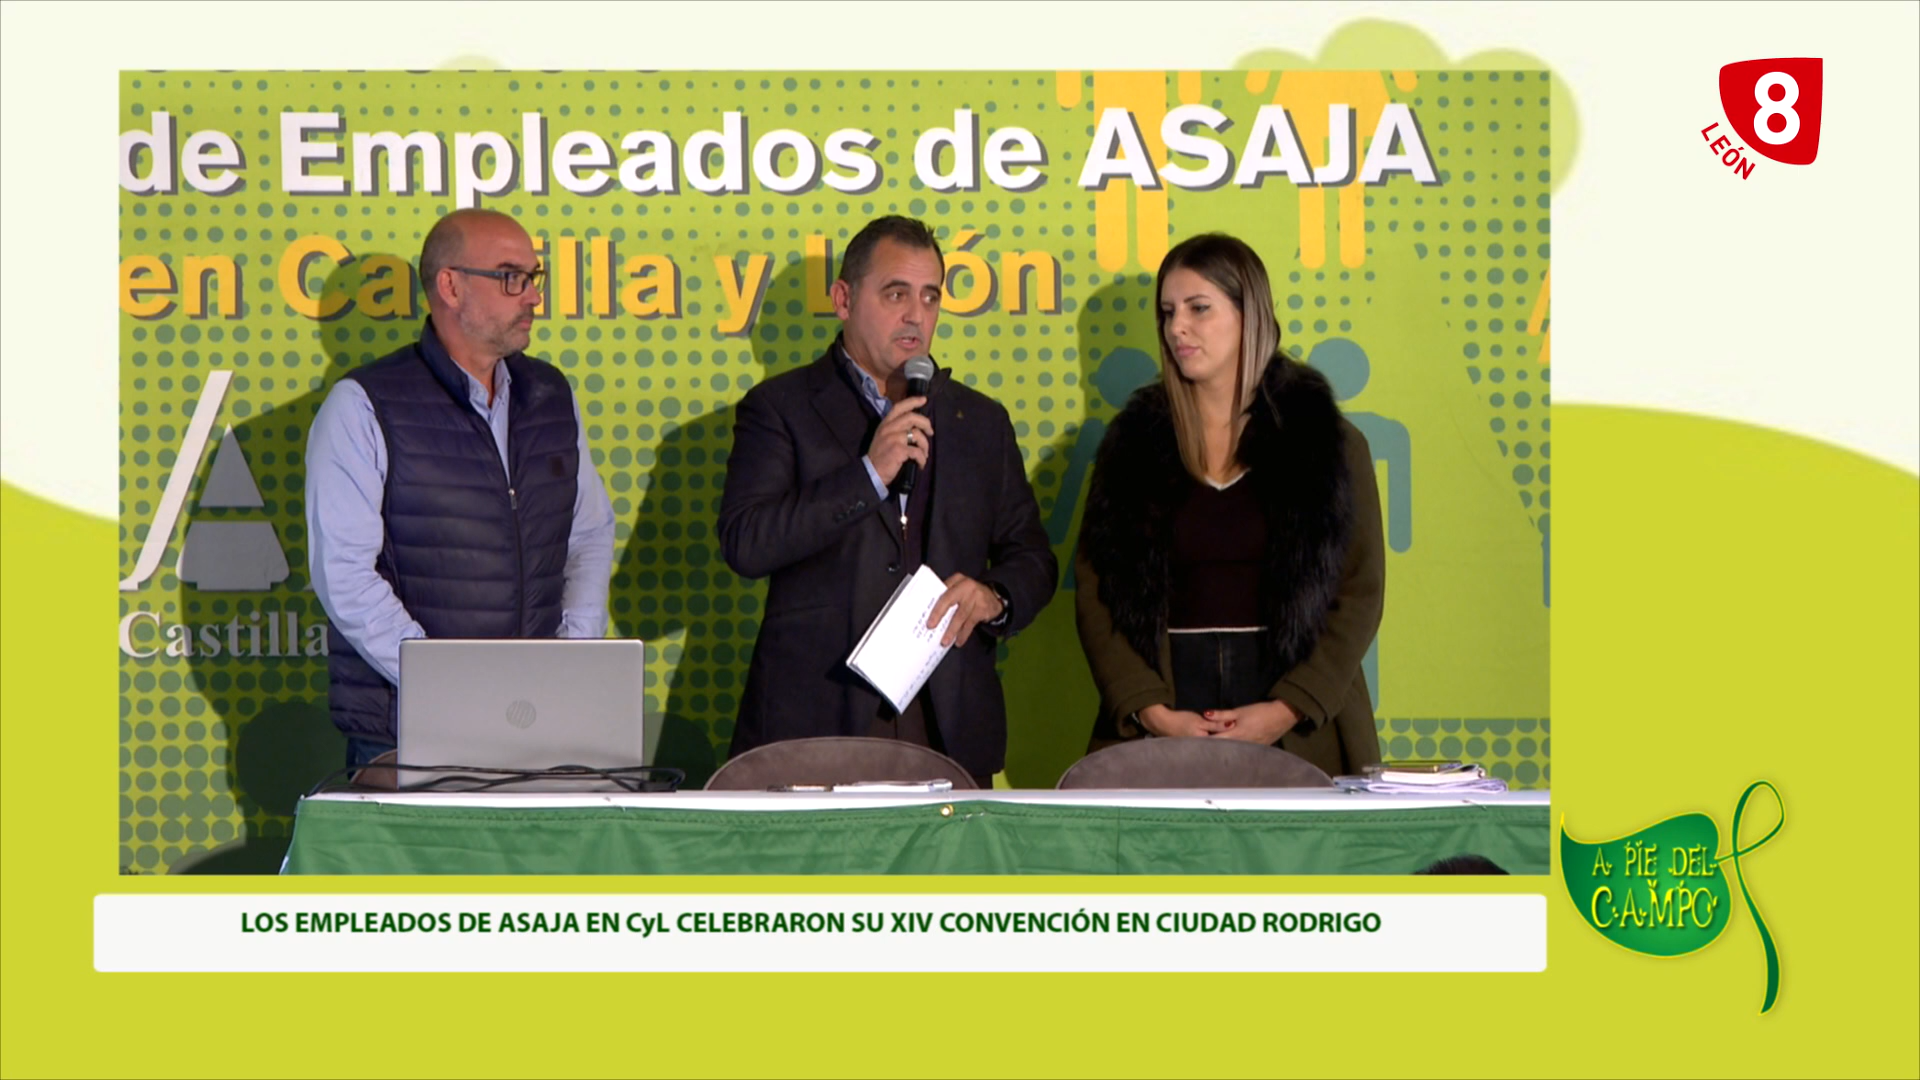 de Empleados de ASAJA
en Castilla y León
Castilla
8
LEÓN
A PIE DEL
CAMPO
LOS EMPLEADOS DE ASAJA EN CyL CELEBRARON SU XIV CONVENCIÓN EN CIUDAD RODRIGO